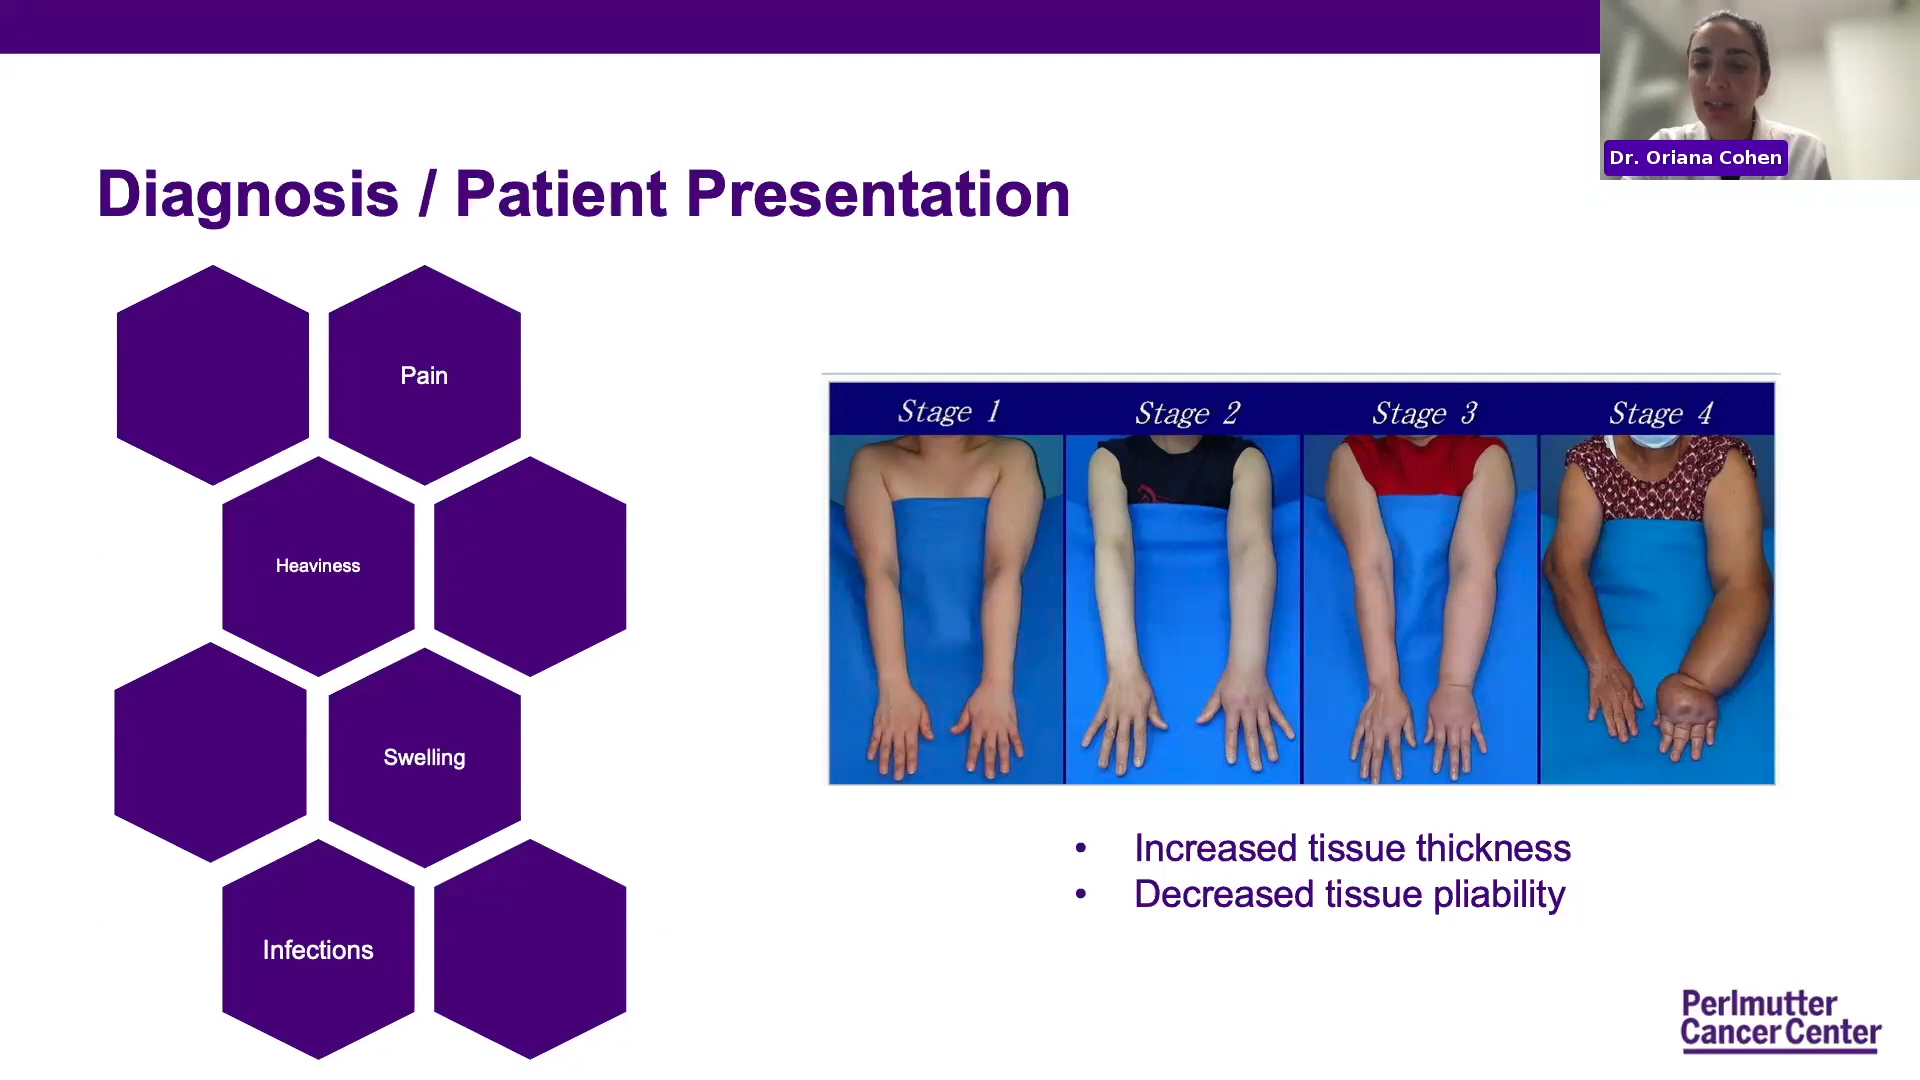 Dr. Oriana Cohen
Diagnosis / Patient Presentation
Pain
Heaviness
Swelling
Infections
Stage 1
Stage 2
Stage 3
Stage 4
• Increased tissue thickness
• Decreased tissue pliability
Perlmutter
Cancer Center